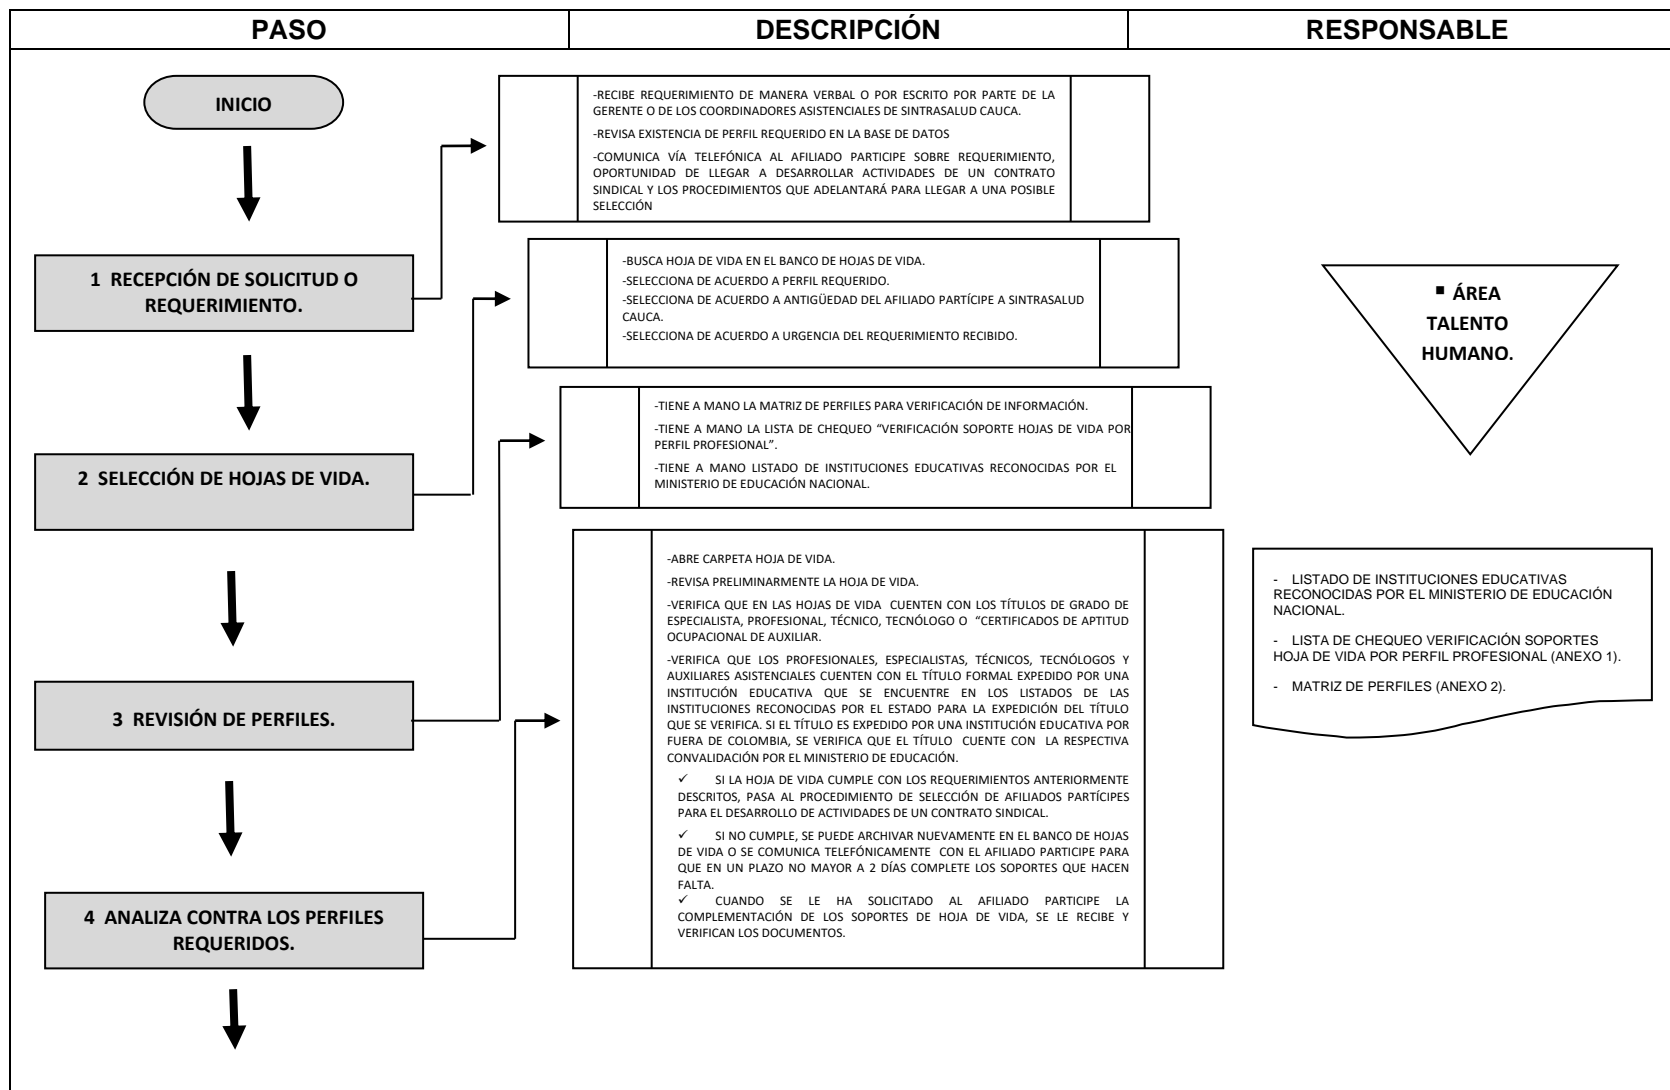 PASO
DESCRIPCIÓN
RESPONSABLE
INICIO
-RECIBE REQUERIMIENTO DE MANERA VERBAL O POR ESCRITO POR PARTE DE LA
GERENTE O DE LOS COORDINADORES ASISTENCIALES DE SINTRASALUD CAUCA.
-REVISA EXISTENCIA DE PERFIL REQUERIDO EN LA BASE DE DATOS
-COMUNICA VÍA TELEFÓNICA AL AFILIADO PARTICIPE SOBRE REQUERIMIENTO,
OPORTUNIDAD DE LLEGAR A DESARROLLAR ACTIVIDADES DE UN CONTRATO
SINDICAL Y LOS PROCEDIMIENTOS QUE ADELANTARÁ PARA LLEGAR A UNA POSIBLE
SELECCIÓN
1 RECEPCIÓN DE SOLICITUD O
REQUERIMIENTO.
-BUSCA HOJA DE VIDA EN EL BANCO DE HOJAS DE VIDA.
-SELECCIONA DE ACUERDO A PERFIL REQUERIDO.
-SELECCIONA DE ACUERDO A ANTIGÜEDAD DEL AFILIADO PARTÍCIPE A SINTRASALUD
CAUCA.
-SELECCIONA DE ACUERDO A URGENCIA DEL REQUERIMIENTO RECIBIDO.
▪ ÁREA
TALENTO
HUMANO.
2 SELECCIÓN DE HOJAS DE VIDA.
-TIENE A MANO LA MATRIZ DE PERFILES PARA VERIFICACIÓN DE INFORMACIÓN.
-TIENE A MANO LA LISTA DE CHEQUEO “VERIFICACIÓN SOPORTE HOJAS DE VIDA POR
PERFIL PROFESIONAL”.
-TIENE A MANO LISTADO DE INSTITUCIONES EDUCATIVAS RECONOCIDAS POR EL
MINISTERIO DE EDUCACIÓN NACIONAL.
3 REVISIÓN DE PERFILES.
-ABRE CARPETA HOJA DE VIDA.
-REVISA PRELIMINARMENTE LA HOJA DE VIDA.
-VERIFICA QUE EN LAS HOJAS DE VIDA CUENTEN CON LOS TÍTULOS DE GRADO DE
ESPECIALISTA, PROFESIONAL, TÉCNICO, TECNÓLOGO O “CERTIFICADOS DE APTITUD
OCUPACIONAL DE AUXILIAR.
-VERIFICA QUE LOS PROFESIONALES, ESPECIALISTAS, TÉCNICOS, TECNÓLOGOS Y
AUXILIARES ASISTENCIALES CUENTEN CON EL TÍTULO FORMAL EXPEDIDO POR UNA
INSTITUCIÓN EDUCATIVA QUE SE ENCUENTRE EN LOS LISTADOS DE LAS
INSTITUCIONES RECONOCIDAS POR EL ESTADO PARA LA EXPEDICIÓN DEL TÍTULO
QUE SE VERIFICA. SI EL TÍTULO ES EXPEDIDO POR UNA INSTITUCIÓN EDUCATIVA POR
FUERA DE COLOMBIA, SE VERIFICA QUE EL TÍTULO CUENTE CON LA RESPECTIVA
CONVALIDACIÓN POR EL MINISTERIO DE EDUCACIÓN.
✓ SI LA HOJA DE VIDA CUMPLE CON LOS REQUERIMIENTOS ANTERIORMENTE
DESCRITOS, PASA AL PROCEDIMIENTO DE SELECCIÓN DE AFILIADOS PARTÍCIPES
PARA EL DESARROLLO DE ACTIVIDADES DE UN CONTRATO SINDICAL.
✓ SI NO CUMPLE, SE PUEDE ARCHIVAR NUEVAMENTE EN EL BANCO DE HOJAS
DE VIDA O SE COMUNICA TELEFÓNICAMENTE CON EL AFILIADO PARTICIPE PARA
QUE EN UN PLAZO NO MAYOR A 2 DÍAS COMPLETE LOS SOPORTES QUE HACEN
FALTA.
✓ CUANDO SE LE HA SOLICITADO AL AFILIADO PARTICIPE LA
COMPLEMENTACIÓN DE LOS SOPORTES DE HOJA DE VIDA, SE LE RECIBE Y
VERIFICAN LOS DOCUMENTOS.
- LISTADO DE INSTITUCIONES EDUCATIVAS
RECONOCIDAS POR EL MINISTERIO DE EDUCACIÓN
NACIONAL.
- LISTA DE CHEQUEO VERIFICACIÓN SOPORTES
HOJA DE VIDA POR PERFIL PROFESIONAL (ANEXO 1).
- MATRIZ DE PERFILES (ANEXO 2).
4 ANALIZA CONTRA LOS PERFILES
REQUERIDOS.